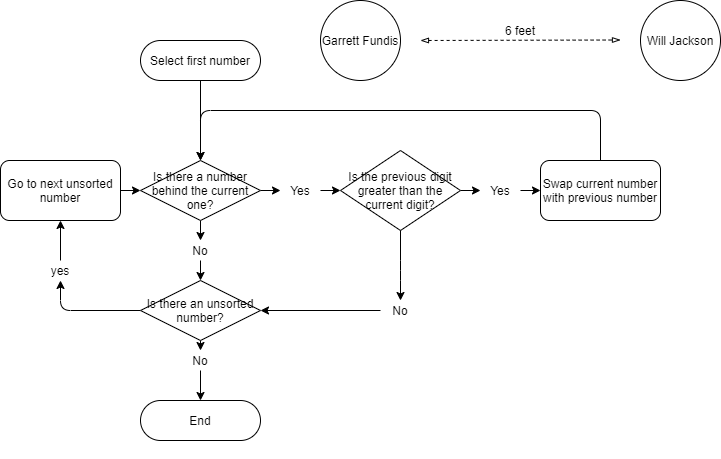 Garrett Fundis
6 feet
Will Jackson
Select first number
Go to next unsorted
number
Is there a number
behind the current
one?
Yes
Is the previous digit
greater than the
current digit?
Yes
Swap current number
with previous number
No
yes
Is there an unsorted
number?
No
No
End